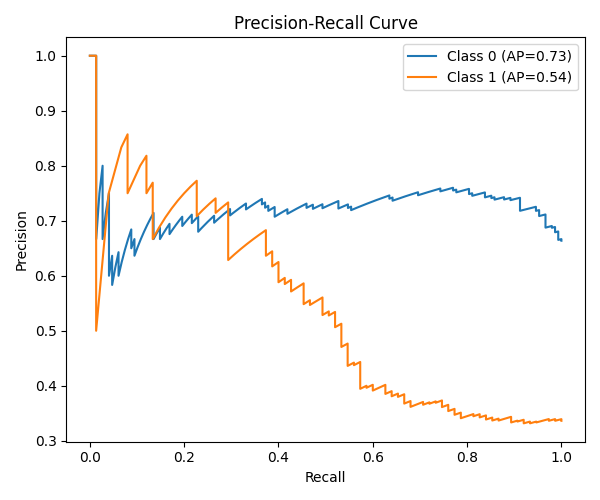 Precision-Recall Curve
Class 0 (AP=0.73)
Class 1 (AP=0.54)
Precision
1.0
0.9
0.8
0.7
0.6
0.5
0.4
0.3
0.0 0.2 0.4 0.6 0.8 1.0
Recall